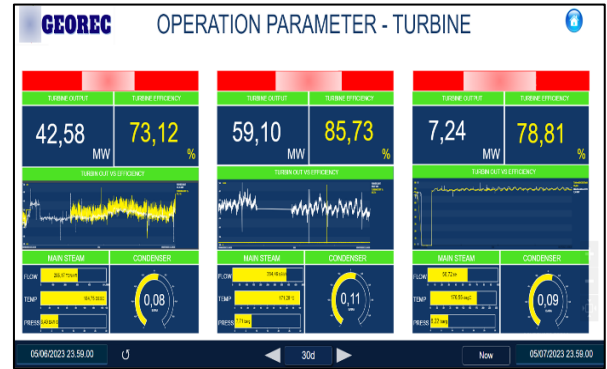 GEOREC
OPERATION PARAMETER - TURBINE
TURBINE OUTPUT TURBINE EFFICIENCY
42,58 MW 73,12 %
TURBIN OUT VS EFFICIENCY
MAIN STEAM CONDENSER
FLOW
TEMP
PRESS
0,08
TURBINE OUTPUT TURBINE EFFICIENCY
59,10 MW 85,73 %
TURBIN OUT VS EFFICIENCY
MAIN STEAM CONDENSER
FLOW
TEMP
PRESS
0,11
TURBINE OUTPUT TURBINE EFFICIENCY
7,24 MW 78,81 %
TURBIN OUT VS EFFICIENCY
MAIN STEAM CONDENSER
FLOW
TEMP
PRESS
0,09
05/06/2023 23.59.00 30d Now 05/07/2023 23.59.00